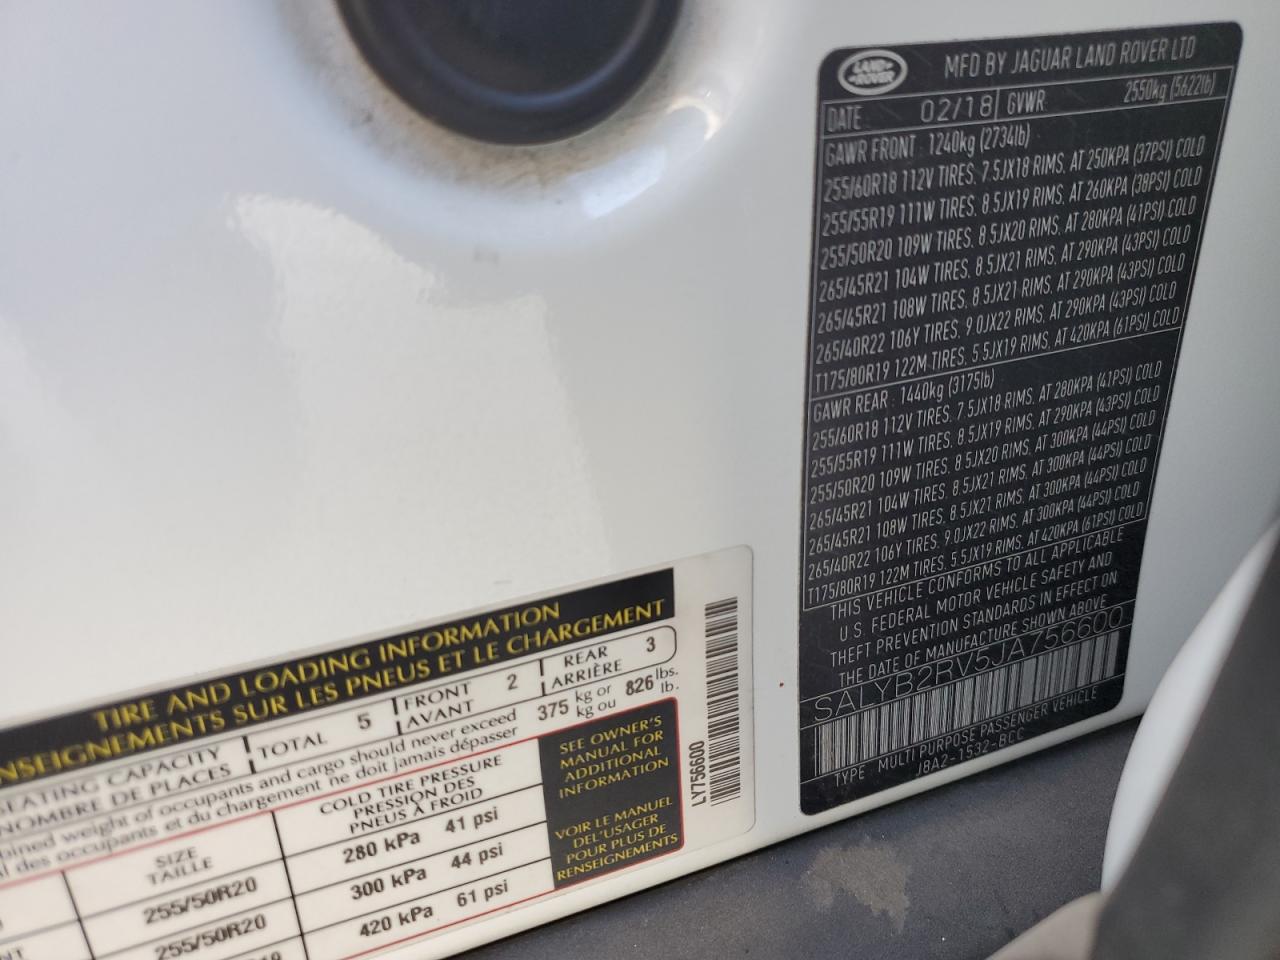 LAND ROVER
MFD BY JAGUAR LAND ROVER LTD
DATE 02/18 GVWR 2550kg (5622lb)
GAWR FRONT : 1240kg (2734lb)
255/60R18 112V TIRES, 7.5JX18 RIMS, AT 250KPA (37PSI) COLD
255/55R19 111W TIRES, 8.5JX19 RIMS, AT 260KPA (38PSI) COLD
255/50R20 109W TIRES, 8.5JX20 RIMS, AT 280KPA (41PSI) COLD
265/45R21 104W TIRES, 8.5JX21 RIMS, AT 290KPA (43PSI) COLD
265/45R21 108W TIRES, 8.5JX21 RIMS, AT 290KPA (43PSI) COLD
265/40R22 106Y TIRES, 9.0JX22 RIMS, AT 290KPA (43PSI) COLD
T175/80R19 122M TIRES, 5.5JX19 RIMS, AT 420KPA (61PSI) COLD
GAWR REAR : 1440kg (3175lb)
255/60R18 112V TIRES, 7.5JX18 RIMS, AT 280KPA (41PSI) COLD
255/55R19 111W TIRES, 8.5JX19 RIMS, AT 290KPA (43PSI) COLD
255/50R20 109W TIRES, 8.5JX20 RIMS, AT 300KPA (44PSI) COLD
265/45R21 104W TIRES, 8.5JX21 RIMS, AT 300KPA (44PSI) COLD
265/45R21 108W TIRES, 8.5JX21 RIMS, AT 300KPA (44PSI) COLD
265/40R22 106Y TIRES, 9.0JX22 RIMS, AT 300KPA (44PSI) COLD
T175/80R19 122M TIRES, 5.5JX19 RIMS, AT 420KPA (61PSI) COLD
THIS VEHICLE CONFORMS TO ALL APPLICABLE
U.S. FEDERAL MOTOR VEHICLE SAFETY AND
THEFT PREVENTION STANDARDS IN EFFECT ON
THE DATE OF MANUFACTURE SHOWN ABOVE
SALYB2RV5JA756600
TYPE MULTI PURPOSE PASSENGER VEHICLE
J8A2-1532-BCC
TIRE AND LOADING INFORMATION
NSEIGNEMENTS SUR LES PNEUS ET LE CHARGEMENT
SEATING CAPACITY TOTAL 5 FRONT 2 REAR 3
NOMBRE DE PLACES AVANT ARRIÈRE
bined weight of occupants and cargo should never exceed 375 kg or 826 lbs.
al des occupants et du chargement ne doit jamais dépasser kg ou lb.
SIZE
TAILLE
COLD TIRE PRESSURE
PRESSION DES
PNEUS À FROID
255/50R20 280 kPa 41 psi
255/50R20 300 kPa 44 psi
420 kPa 61 psi
SEE OWNER'S
MANUAL FOR
ADDITIONAL
INFORMATION
VOIR LE MANUEL
DEL'USAGER
POUR PLUS DE
RENSEIGNEMENTS
LY756600